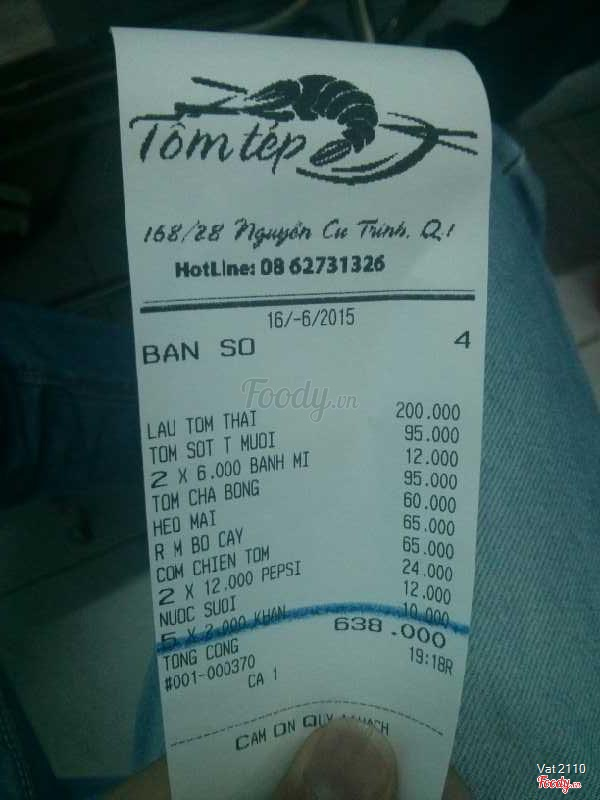 Tôm tép
168/28 Nguyễn Cư Trinh, Q.1
HotLine: 08 62731326
16/-6/2015
BAN SO 4
Foody.vn
LAU TOM THAI 200.000
TOM SOT T MUOI 95.000
2 X 6.000 BANH MI 12.000
TOM CHA BONG 95.000
HEO MAI 60.000
R M BO CAY 65.000
COM CHIEN TOM 65.000
2 X 12.000 PEPSI 24.000
NUOC SUOI 12.000
5 X 2.000 KHAN 10.000
TONG CONG 638.000
#001-000370 19:18R
CA 1
CAM ON QUY
Vat2110
Foody.vn